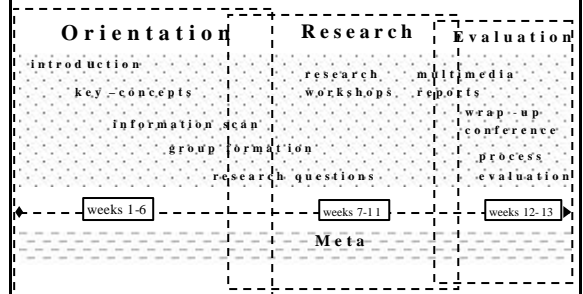 Orientation
Research
Evaluation
introduction
key-concepts
information scan
group formation
research questions
research
workshops
multimedia
reports
wrap-up
conference
process
evaluation
weeks 1-6
weeks 7-11
weeks 12-13
Meta